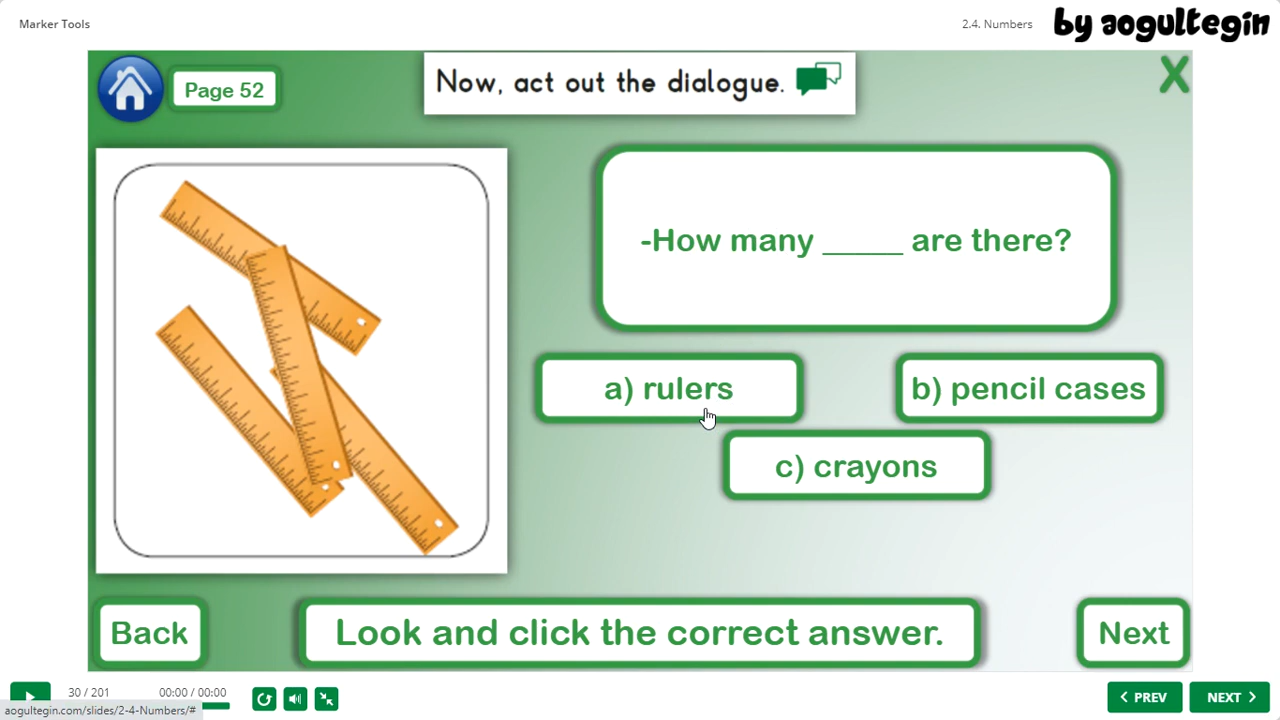 Marker Tools
2.4. Numbers
by aogultegin
Page 52
Now, act out the dialogue.
X
-How many _____ are there?
a) rulers
b) pencil cases
c) crayons
Back
Look and click the correct answer.
Next
30 / 201
00:00 / 00:00
PREV
NEXT
aogultegin.com/slides/2-4-Numbers/#